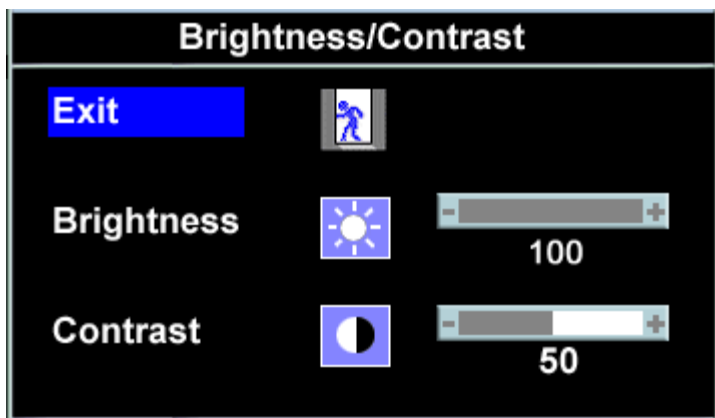 Brightness/Contrast
Exit
Brightness
- +
100
Contrast
- +
50